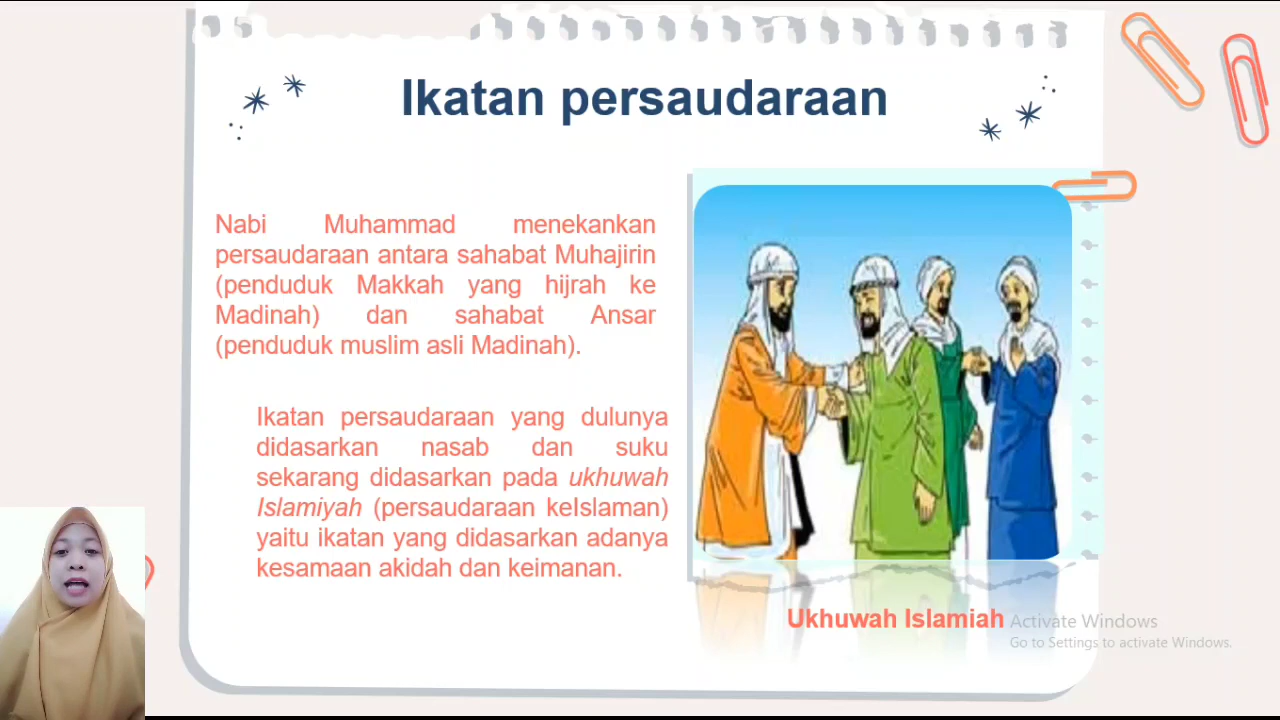 Ikatan persaudaraan
Nabi Muhammad menekankan
persaudaraan antara sahabat Muhajirin
(penduduk Makkah yang hijrah ke
Madinah) dan sahabat Ansar
(penduduk muslim asli Madinah).
Ikatan persaudaraan yang dulunya
didasarkan nasab dan suku
sekarang didasarkan pada ukhuwah
Islamiyah (persaudaraan keIslaman)
yaitu ikatan yang didasarkan adanya
kesamaan akidah dan keimanan.
Ukhuwah Islamiah
Activate Windows
Go to Settings to activate Windows.